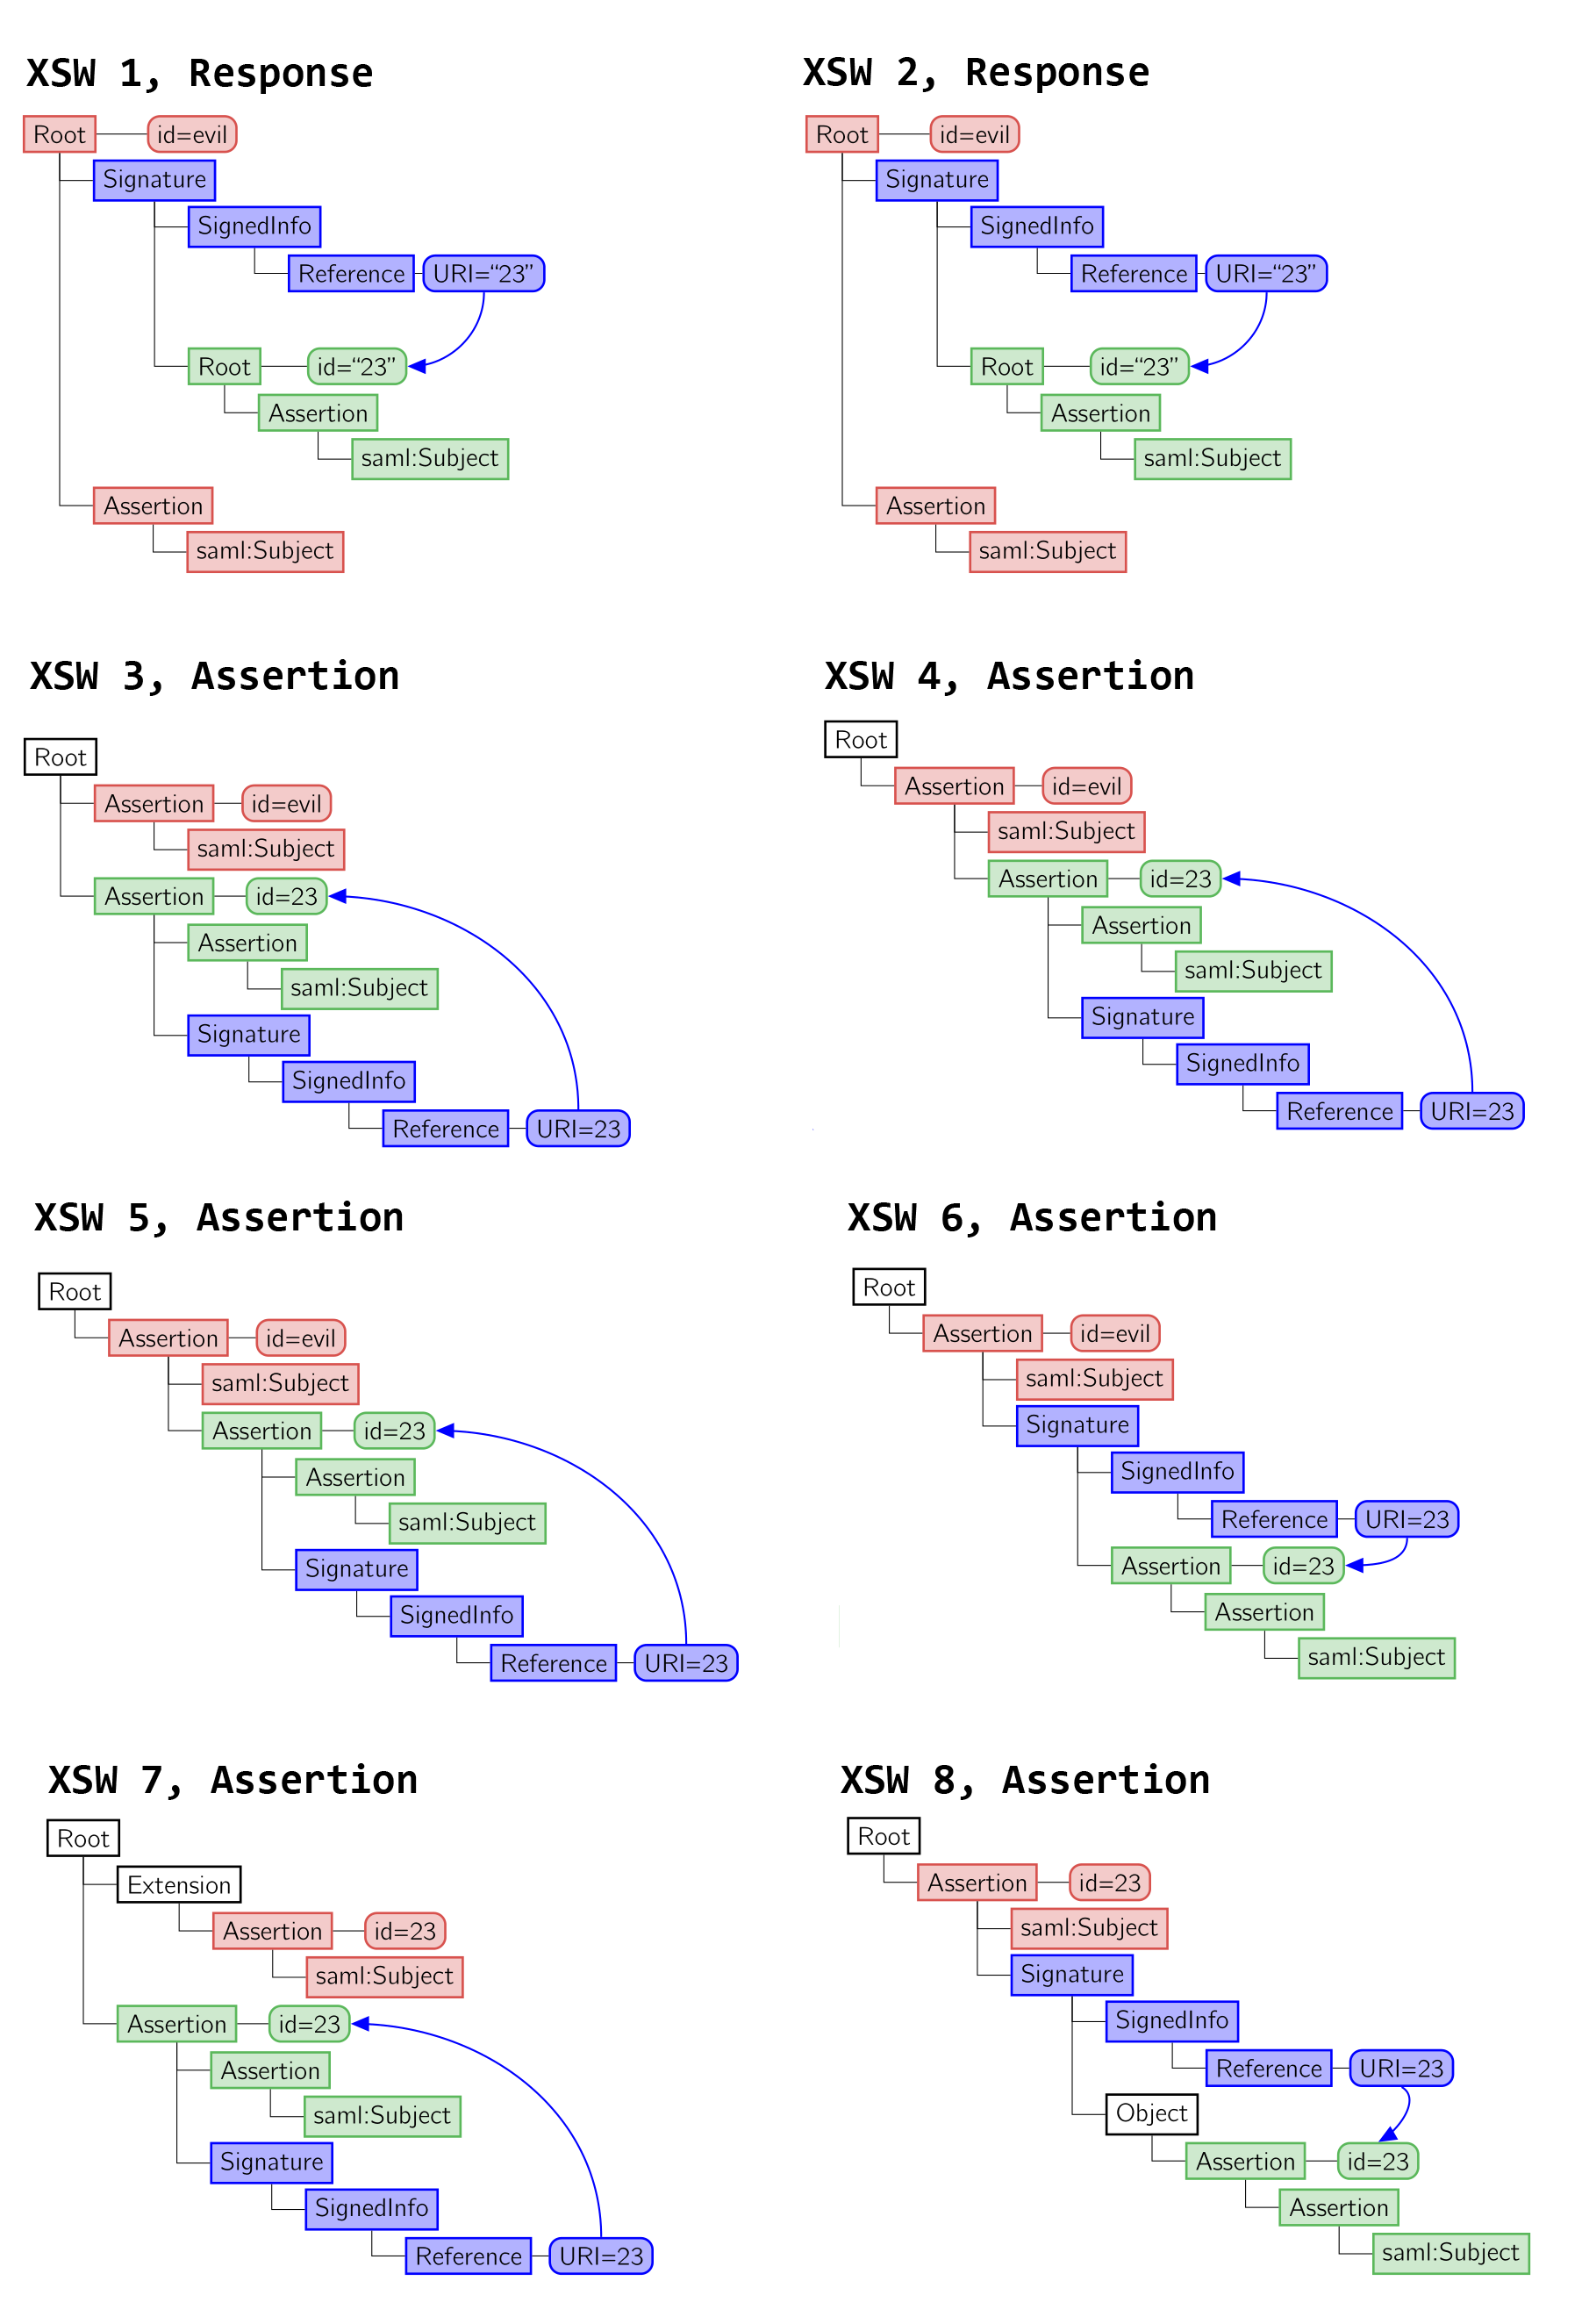 XSW 1, Response
Root id=evil
Signature
SignedInfo
Reference URI=“23”
Root id=“23”
Assertion
saml:Subject
Assertion
saml:Subject
XSW 2, Response
Root id=evil
Signature
SignedInfo
Reference URI=“23”
Root id=“23”
Assertion
saml:Subject
Assertion
saml:Subject
XSW 3, Assertion
Root
Assertion id=evil
saml:Subject
Assertion id=23
Assertion
saml:Subject
Signature
SignedInfo
Reference URI=23
XSW 4, Assertion
Root
Assertion id=evil
saml:Subject
Assertion id=23
Assertion
saml:Subject
Signature
SignedInfo
Reference URI=23
XSW 5, Assertion
Root
Assertion id=evil
saml:Subject
Assertion id=23
Assertion
saml:Subject
Signature
SignedInfo
Reference URI=23
XSW 6, Assertion
Root
Assertion id=evil
saml:Subject
Signature
SignedInfo
Reference URI=23
Assertion id=23
Assertion
saml:Subject
XSW 7, Assertion
Root
Extension
Assertion id=23
saml:Subject
Assertion id=23
Assertion
saml:Subject
Signature
SignedInfo
Reference URI=23
XSW 8, Assertion
Root
Assertion id=23
saml:Subject
Signature
SignedInfo
Reference URI=23
Object
Assertion id=23
Assertion
saml:Subject